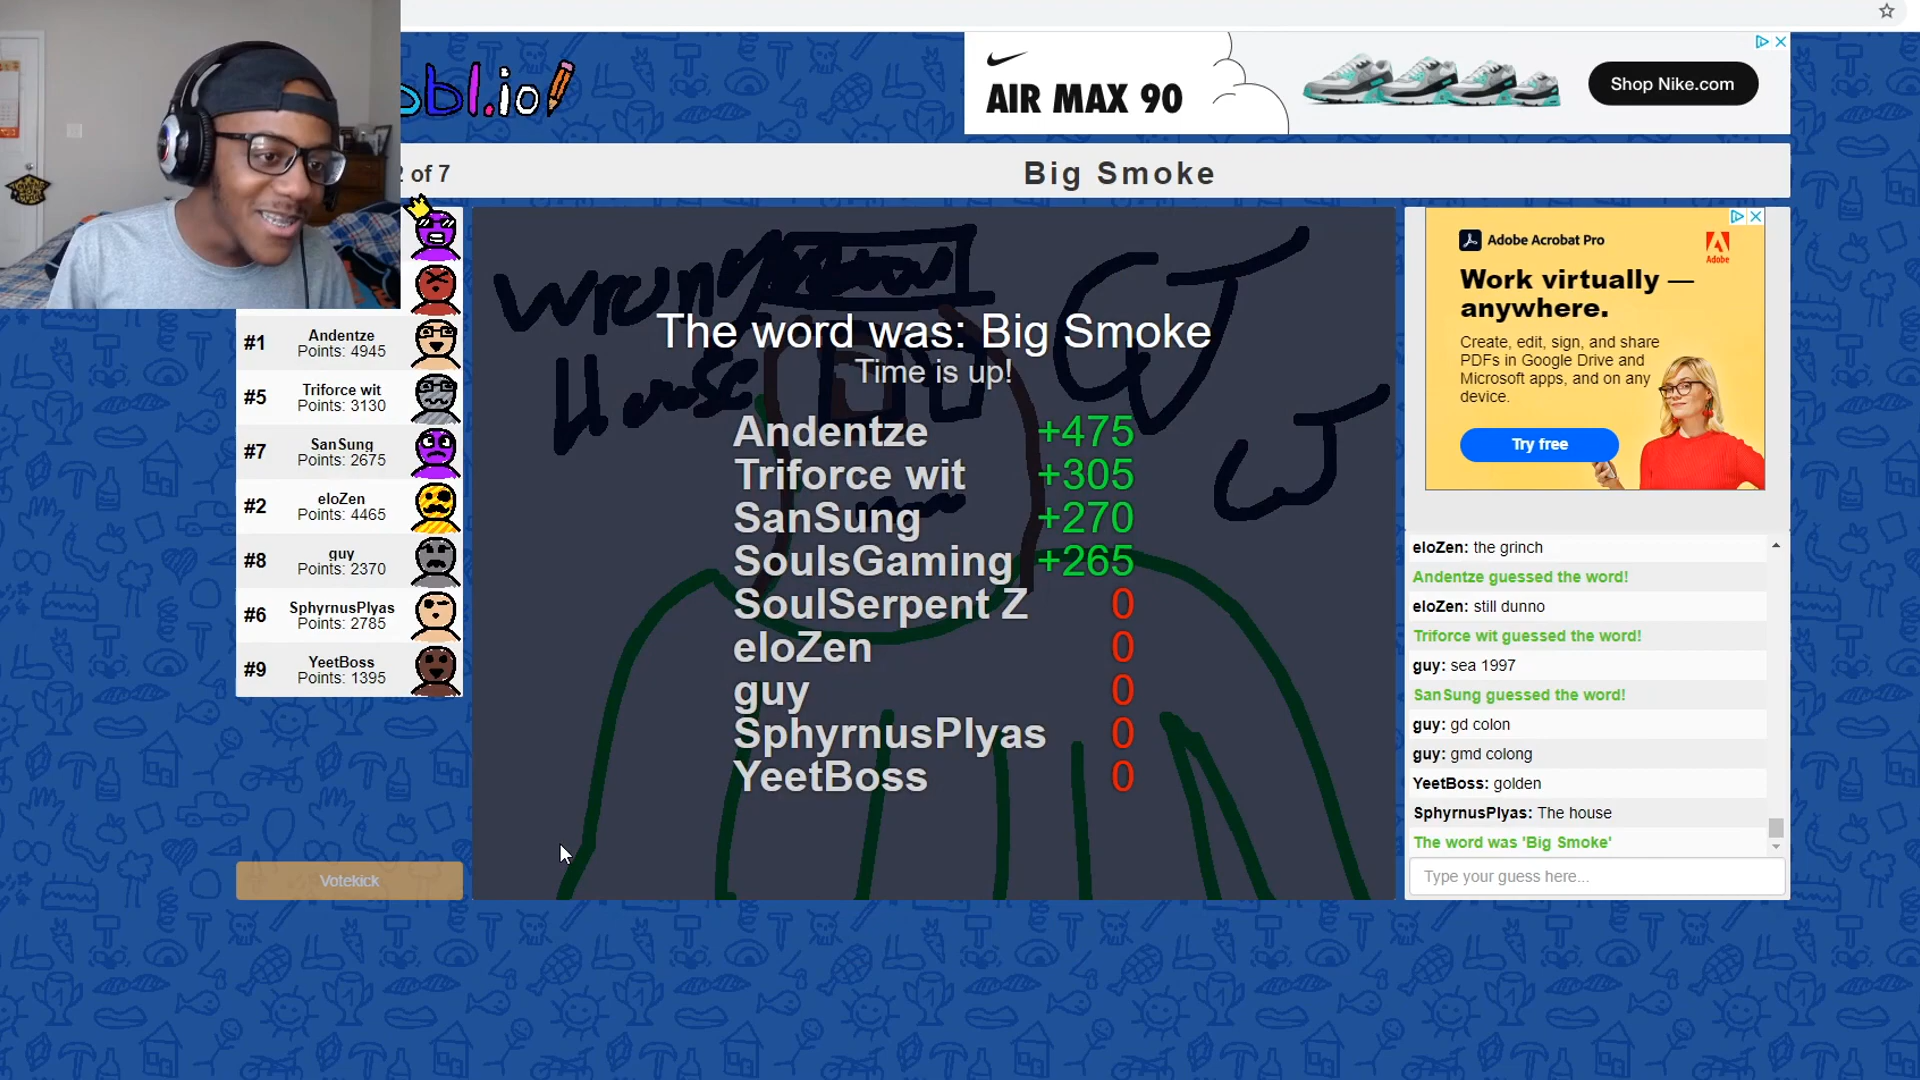 obl.io
AIR MAX 90
Shop Nike.com
2 of 7
Big Smoke
#1
Andentze
Points: 4945
#5
Triforce wit
Points: 3130
#7
SanSung
Points: 2675
#2
eloZen
Points: 4465
#8
guy
Points: 2370
#6
SphyrnusPlyas
Points: 2785
#9
YeetBoss
Points: 1395
Votekick
wrong
House
CJ
CJ
The word was: Big Smoke
Time is up!
Andentze +475
Triforce wit +305
SanSung +270
SoulsGaming +265
SoulSerpent Z 0
eloZen 0
guy 0
SphyrnusPlyas 0
YeetBoss 0
Adobe Acrobat Pro
Adobe
Work virtually —
anywhere.
Create, edit, sign, and share
PDFs in Google Drive and
Microsoft apps, and on any
device.
Try free
eloZen: the grinch
Andentze guessed the word!
eloZen: still dunno
Triforce wit guessed the word!
guy: sea 1997
SanSung guessed the word!
guy: gd colon
guy: gmd colong
YeetBoss: golden
SphyrnusPlyas: The house
The word was 'Big Smoke'
Type your guess here...